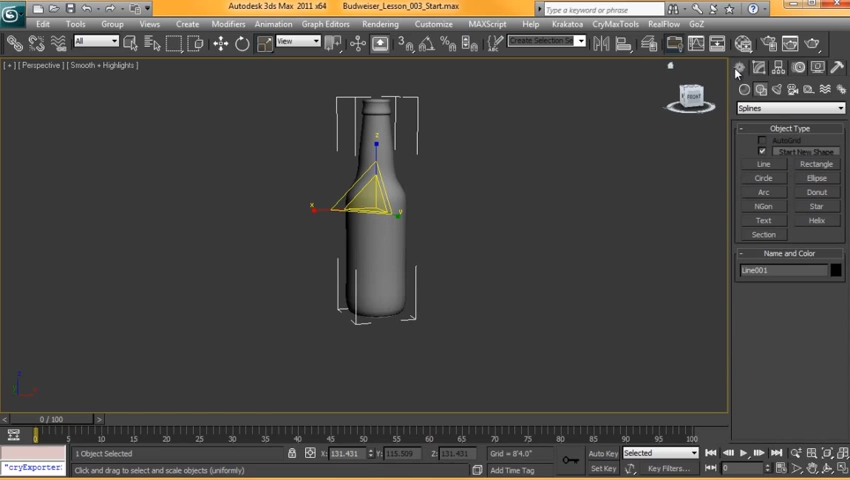 Autodesk 3ds Max 2011 x64 Budweiser_Lesson_003_Start.max
Type a keyword or phrase
Edit Tools Group Views Create Modifiers Animation Graph Editors Rendering Customize MAXScript Help Krakatoa CryMaxTools RealFlow GoZ
All View Create Selection Se
[ + ] [ Perspective ] [ Smooth + Highlights ]
FRONT
Splines
Object Type
AutoGrid
Start New Shape
Line Rectangle
Circle Ellipse
Arc Donut
NGon Star
Text Helix
Section
Name and Color
Line001
z
x
y
0 / 100
0 5 10 15 20 25 30 35 40 45 50 55 60 65 70 75 80 85 90 95 100
1 Object Selected X: 131.431 Y: 115.509 Z: 131.431 Grid = 8'4.0" Auto Key Selected
"cryExporter: Click and drag to select and scale objects (uniformly) Add Time Tag Set Key Key Filters... 0